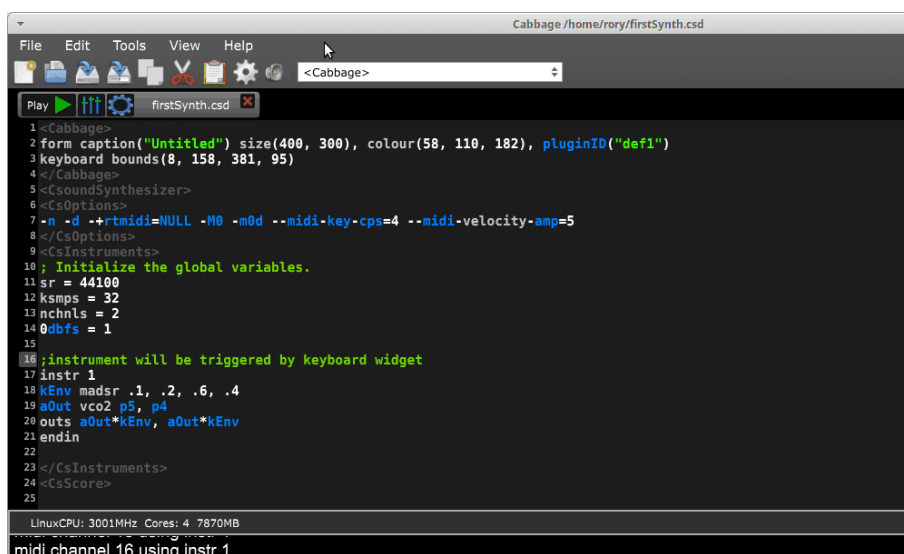 Cabbage /home/rory/firstSynth.csd
File Edit Tools View Help
<Cabbage>
Play firstSynth.csd
1 <Cabbage>
2 form caption("Untitled") size(400, 300), colour(58, 110, 182), pluginID("def1")
3 keyboard bounds(8, 158, 381, 95)
4 </Cabbage>
5 <CsoundSynthesizer>
6 <CsOptions>
7 -n -d -+rtmidi=NULL -M0 -m0d --midi-key-cps=4 --midi-velocity-amp=5
8 </CsOptions>
9 <CsInstruments>
10 ; Initialize the global variables.
11 sr = 44100
12 ksmps = 32
13 nchnls = 2
14 0dbfs = 1
15
16 ;instrument will be triggered by keyboard widget
17 instr 1
18 kEnv madsr .1, .2, .6, .4
19 aOut vco2 p5, p4
20 outs aOut*kEnv, aOut*kEnv
21 endin
22
23 </CsInstruments>
24 <CsScore>
25
LinuxCPU: 3001MHz Cores: 4 7870MB
midi channel 15 using instr 1
midi channel 16 using instr 1